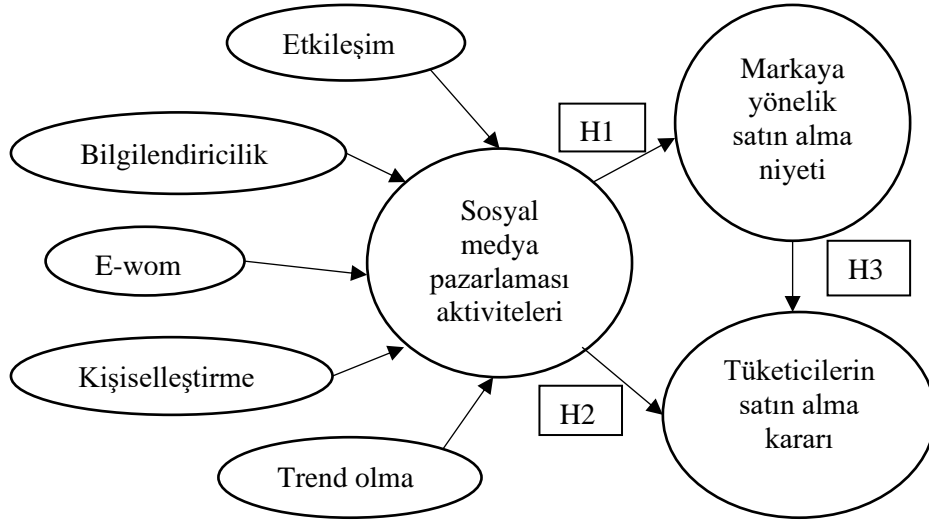 Etkileşim
Bilgilendiricilik
E-wom
Kişiselleştirme
Trend olma
Sosyal
medya
pazarlaması
aktiviteleri
H1
H2
Markaya
yönelik
satın alma
niyeti
H3
Tüketicilerin
satın alma
kararı